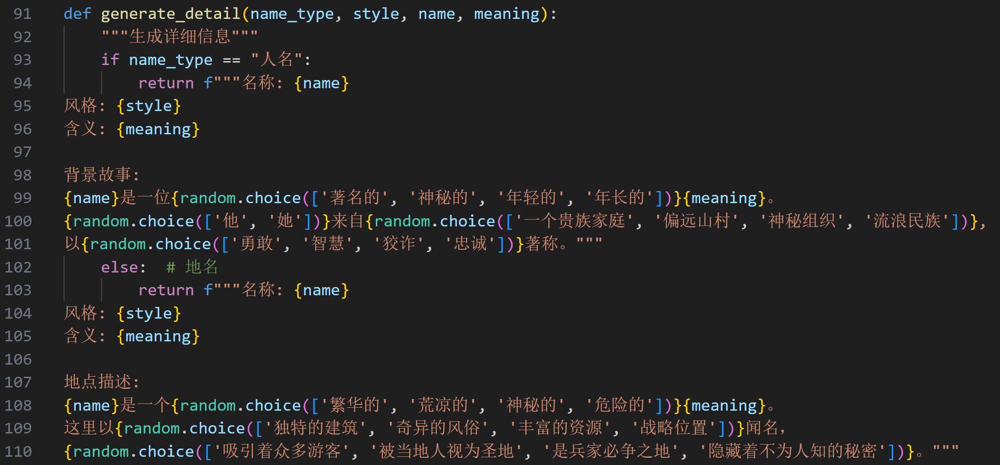 91 def generate_detail(name_type, style, name, meaning):
92 """生成详细信息"""
93 if name_type == "人名":
94 return f"""名称: {name}
95 风格: {style}
96 含义: {meaning}
97
98 背景故事:
99 {name}是一位{random.choice(['著名的', '神秘的', '年轻的', '年长的'])}{meaning}。
100 {random.choice(['他', '她'])}来自{random.choice(['一个贵族家庭', '偏远山村', '神秘组织', '流浪民族'])},
101 以{random.choice(['勇敢', '智慧', '狡诈', '忠诚'])}著称。"""
102 else: # 地名
103 return f"""名称: {name}
104 风格: {style}
105 含义: {meaning}
106
107 地点描述:
108 {name}是一个{random.choice(['繁华的', '荒凉的', '神秘的', '危险的'])}{meaning}。
109 这里以{random.choice(['独特的建筑', '奇异的风俗', '丰富的资源', '战略位置'])}闻名,
110 {random.choice(['吸引着众多游客', '被当地人视为圣地', '是兵家必争之地', '隐藏着不为人知的秘密'])}。"""